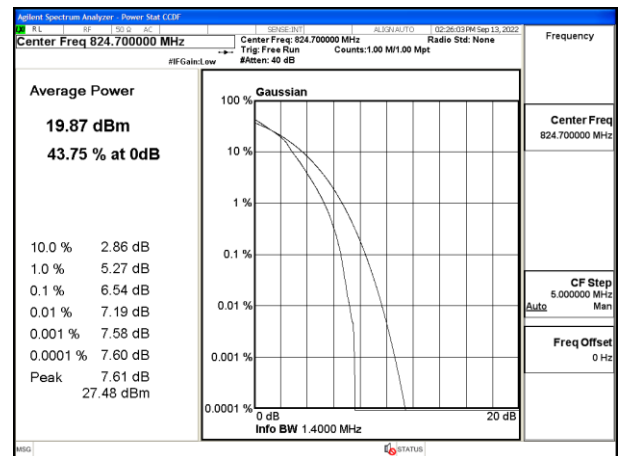 Agilent Spectrum Analyzer - Power Stat CCDF
RL RF 50 Ω AC SENSE:INT ALIGN AUTO 02:26:03 PM Sep 13, 2022
Center Freq 824.700000 MHz
Center Freq: 824.700000 MHz Radio Std: None
Trig: Free Run Counts:1.00 M/1.00 Mpt
#IFGain:Low #Atten: 40 dB
Frequency
Average Power
19.87 dBm
43.75 % at 0dB
10.0 % 2.86 dB
1.0 % 5.27 dB
0.1 % 6.54 dB
0.01 % 7.19 dB
0.001 % 7.58 dB
0.0001 % 7.60 dB
Peak 7.61 dB
27.48 dBm
Gaussian
100 %
10 %
1 %
0.1 %
0.01 %
0.001 %
0.0001 %
0 dB 20 dB
Info BW 1.4000 MHz
Center Freq
824.700000 MHz
CF Step
5.000000 MHz
Auto Man
Freq Offset
0 Hz
MSG STATUS